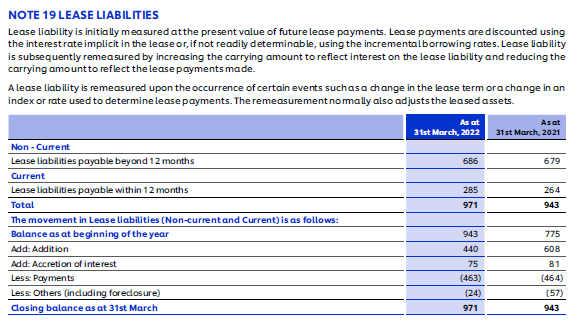 NOTE 19 LEASE LIABILITIES
Lease liability is initially measured at the present value of future lease payments. Lease payments are discounted using
the interest rate implicit in the lease or, if not readily determinable, using the incremental borrowing rates. Lease liability
is subsequently remeasured by increasing the carrying amount to reflect interest on the lease liability and reducing the
carrying amount to reflect the lease payments made.
A lease liability is remeasured upon the occurrence of certain events such as a change in the lease term or a change in an
index or rate used to determine lease payments. The remeasurement normally also adjusts the leased assets.
As at As at
31st March, 2022 31st March, 2021
Non - Current
Lease liabilities payable beyond 12 months 686 679
Current
Lease liabilities payable within 12 months 285 264
Total 971 943
The movement in Lease liabilities (Non-current and Current) is as follows:
Balance as at beginning of the year 943 775
Add: Addition 440 608
Add: Accretion of interest 75 81
Less: Payments (463) (464)
Less: Others (including foreclosure) (24) (57)
Closing balance as at 31st March 971 943